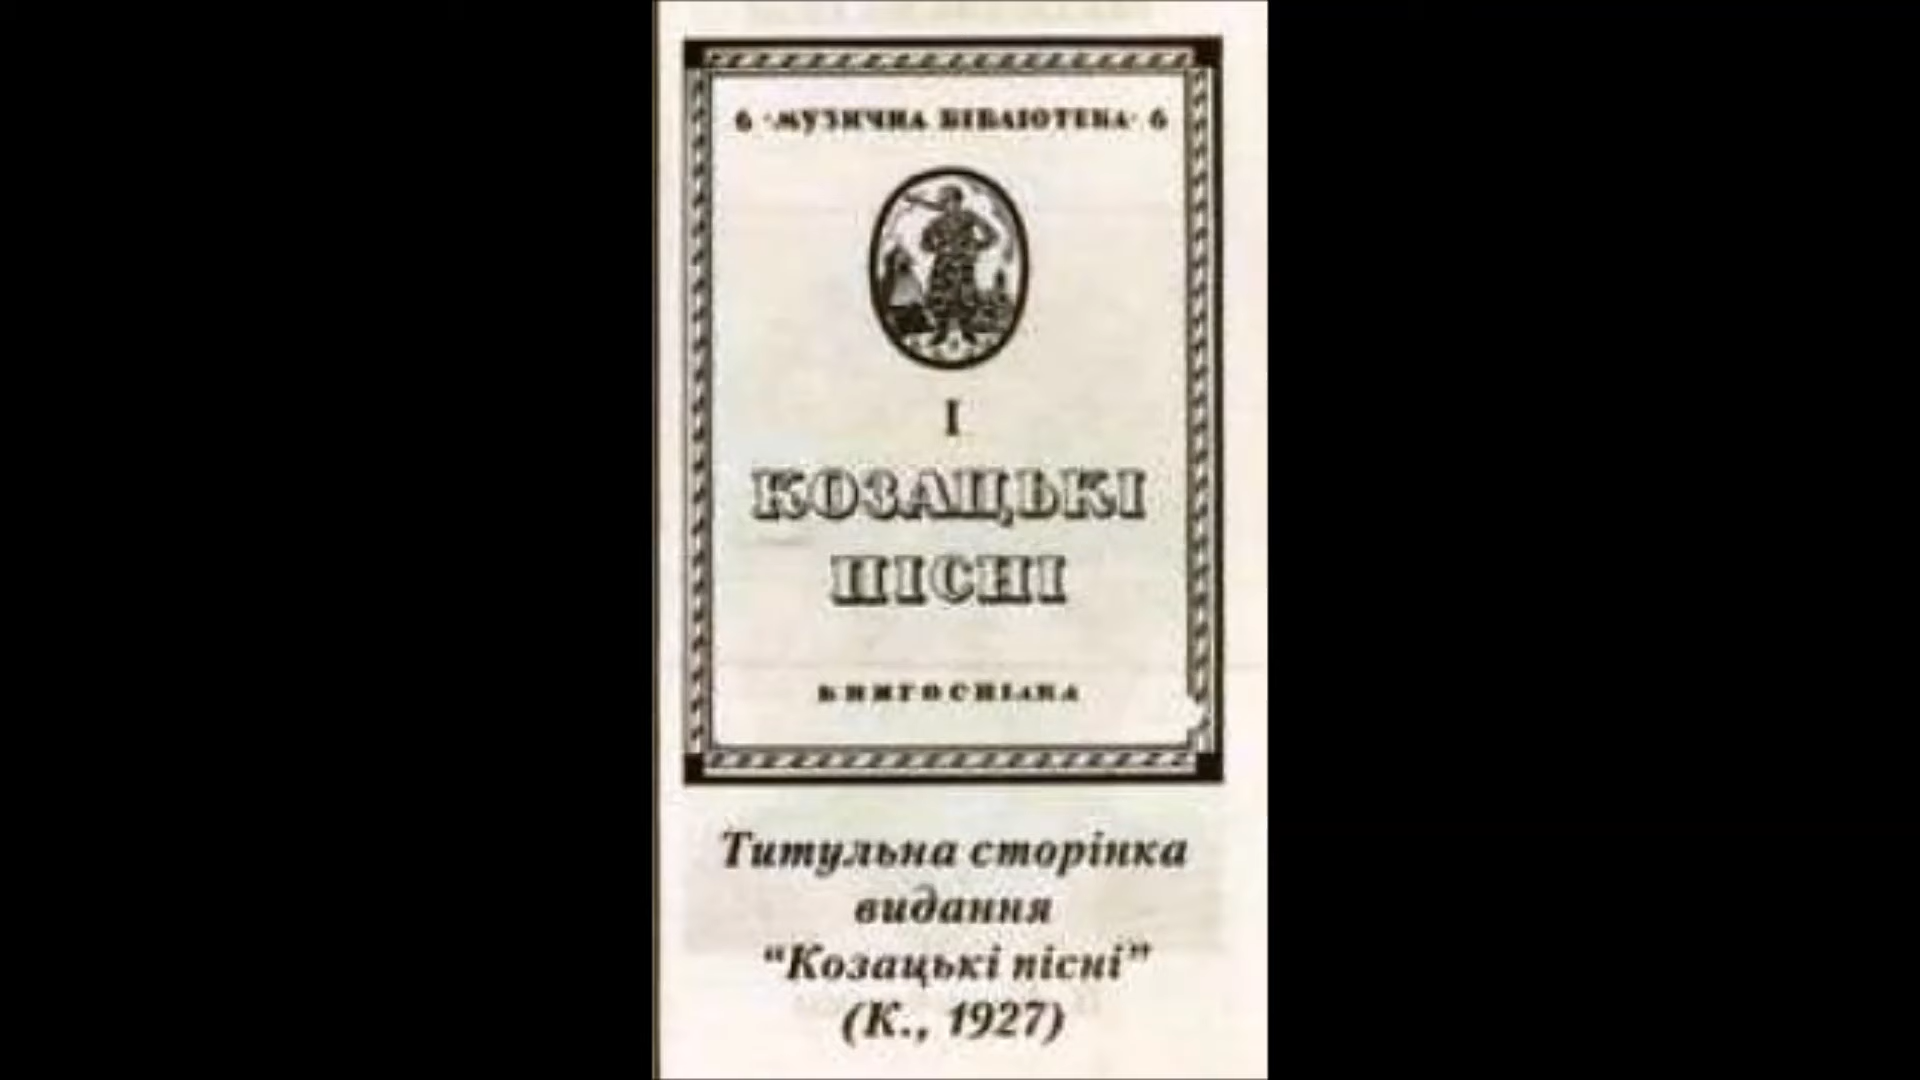 6 · МУЗИЧНА БІБЛІОТЕКА · 6
I
КОЗАЦЬКІ
ПІСНІ
КНИГОСПІЛКА
Титульна сторінка
видання
“Козацькі пісні”
(К., 1927)